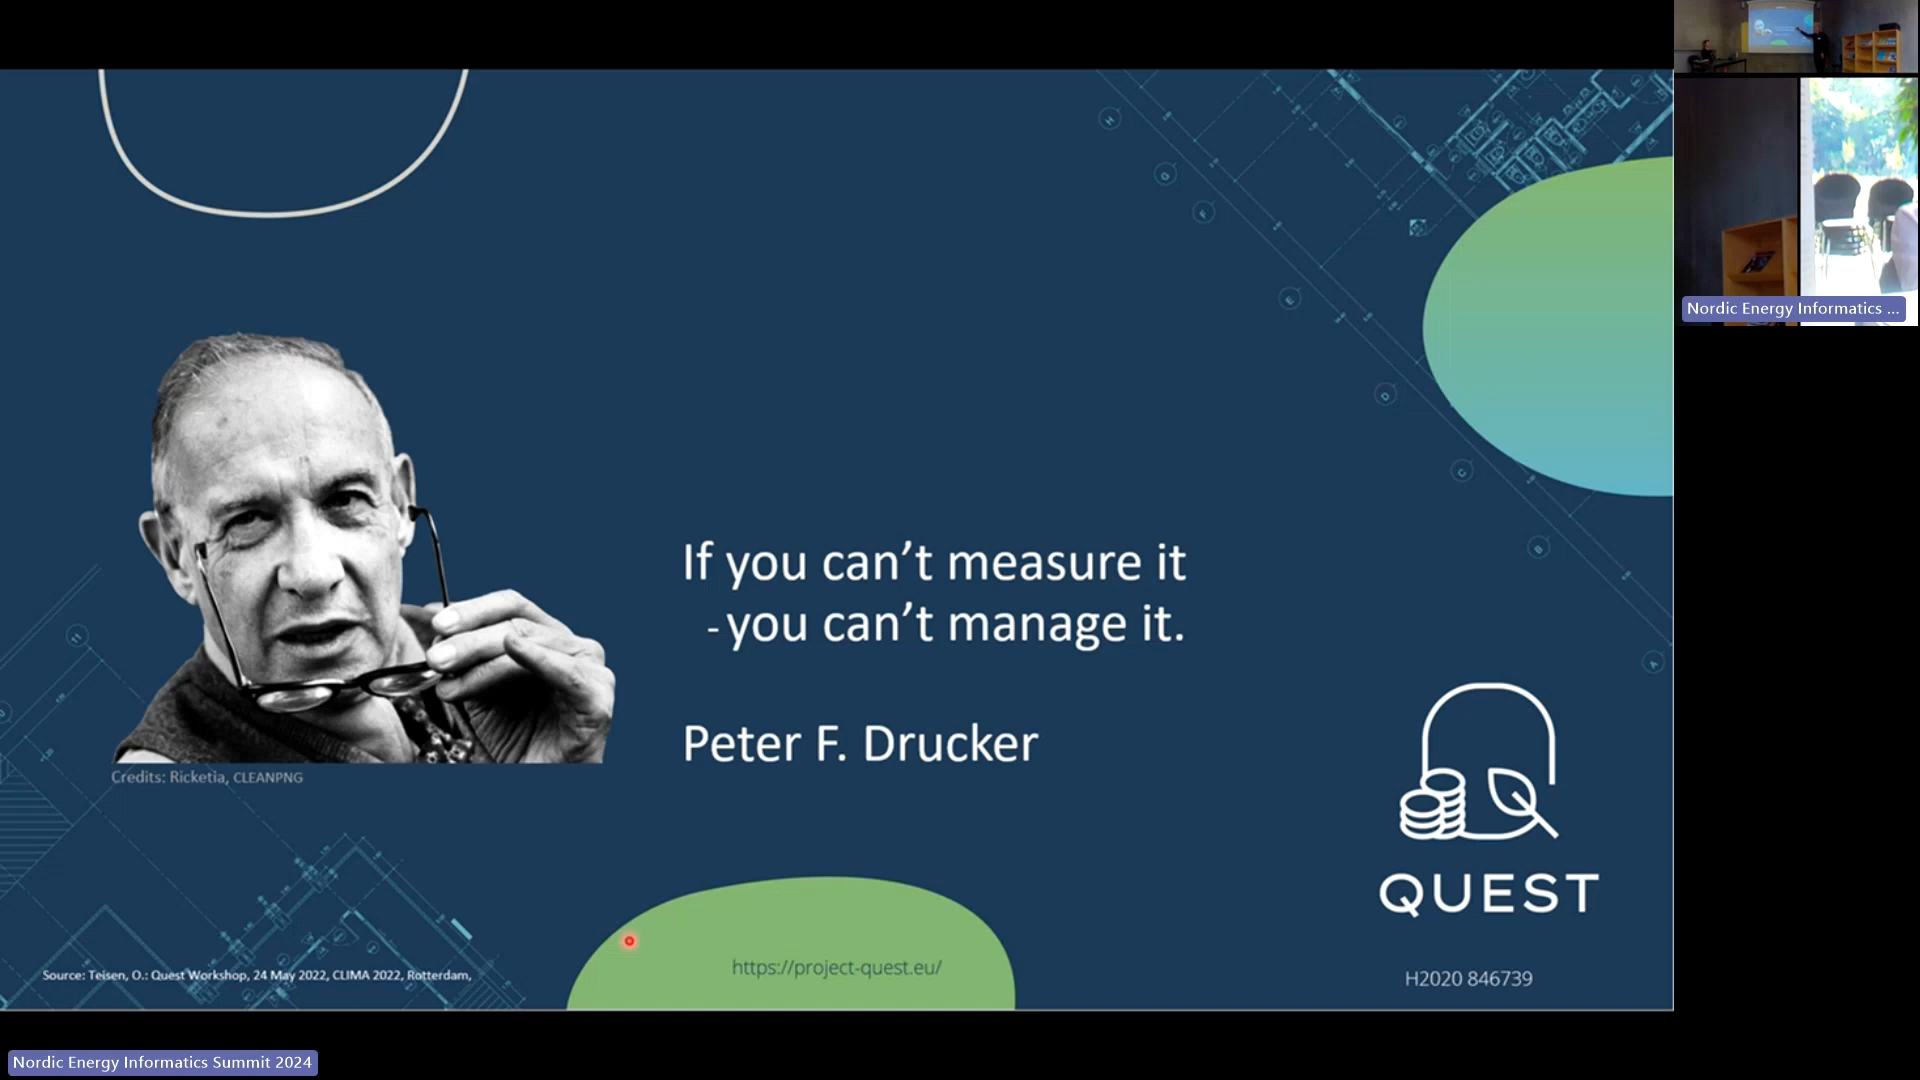 If you can’t measure it
-you can’t manage it.
Peter F. Drucker
Credits: Ricketia, CLEANPNG
QUEST
H2020 846739
https://project-quest.eu/
Source: Teisen, O.: Quest Workshop, 24 May 2022, CLIMA 2022, Rotterdam,
Nordic Energy Informatics ...
Nordic Energy Informatics Summit 2024
H
G
F
E
D
C
B
A
11